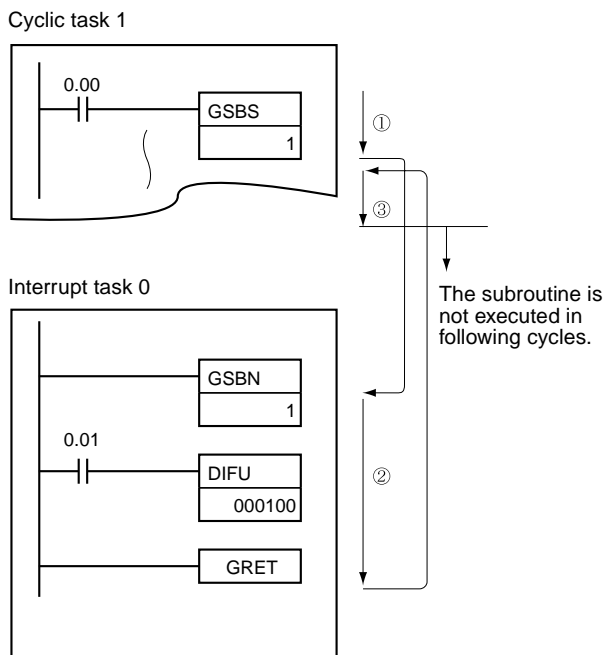 Cyclic task 1
0.00
GSBS
1
①
③
The subroutine is
not executed in
following cycles.
Interrupt task 0
GSBN
1
0.01
DIFU
000100
②
GRET